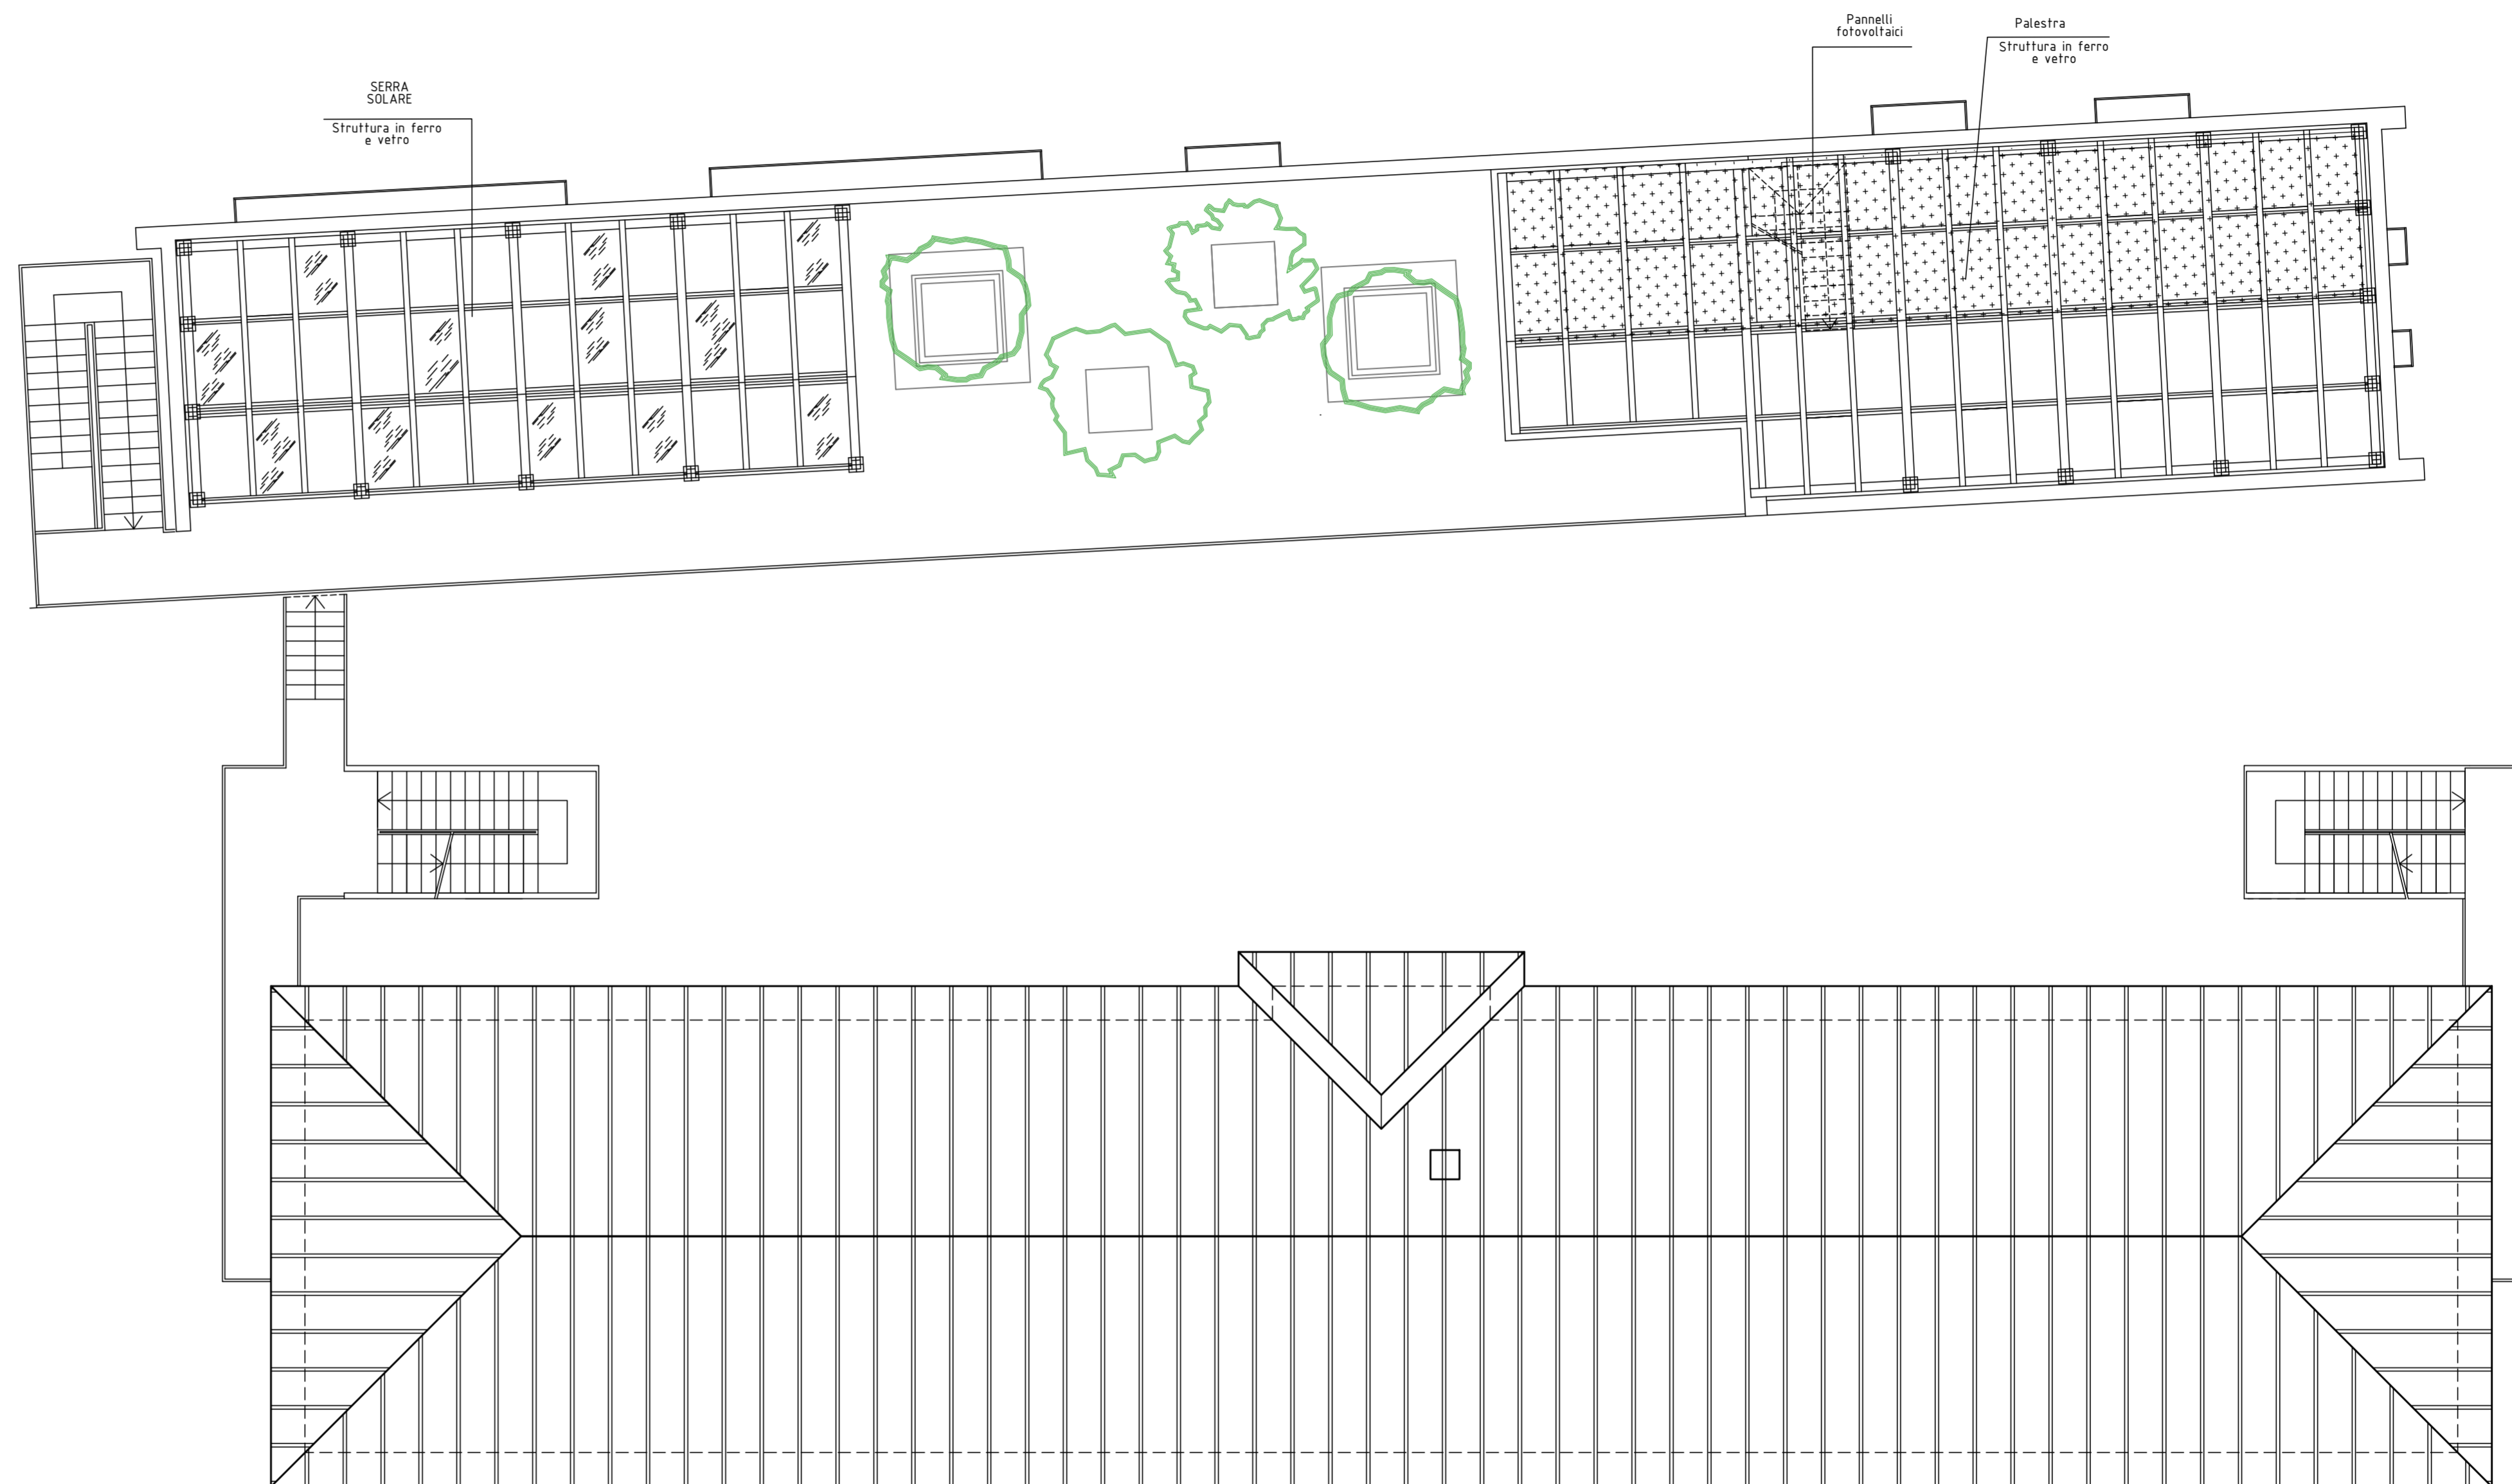 SERRA
SOLARE
Struttura in ferro
e vetro
Pannelli
fotovoltaici
Palestra
Struttura in ferro
e vetro